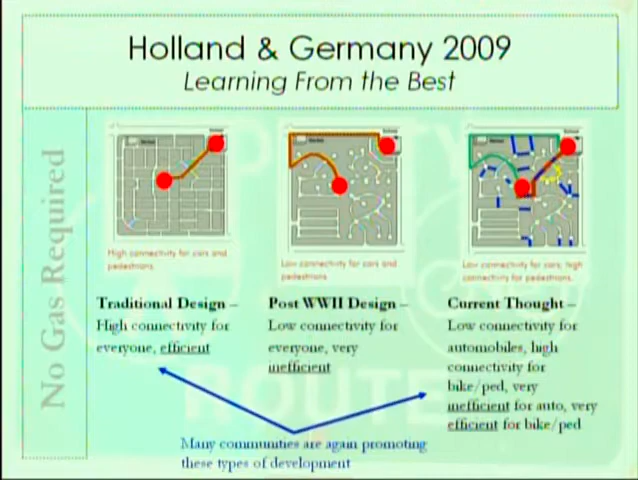 Holland & Germany 2009
Learning From the Best
No Gas Required
High connectivity for cars and
pedestrians.
Low connectivity for cars and
pedestrians.
Low connectivity for cars, high
connectivity for pedestrians.
Traditional Design –
High connectivity for
everyone, efficient
Post WWII Design –
Low connectivity for
everyone, very
inefficient
Current Thought –
Low connectivity for
automobiles, high
connectivity for
bike/ped, very
inefficient for auto, very
efficient for bike/ped
ROUTE
Many communities are again promoting
these types of development